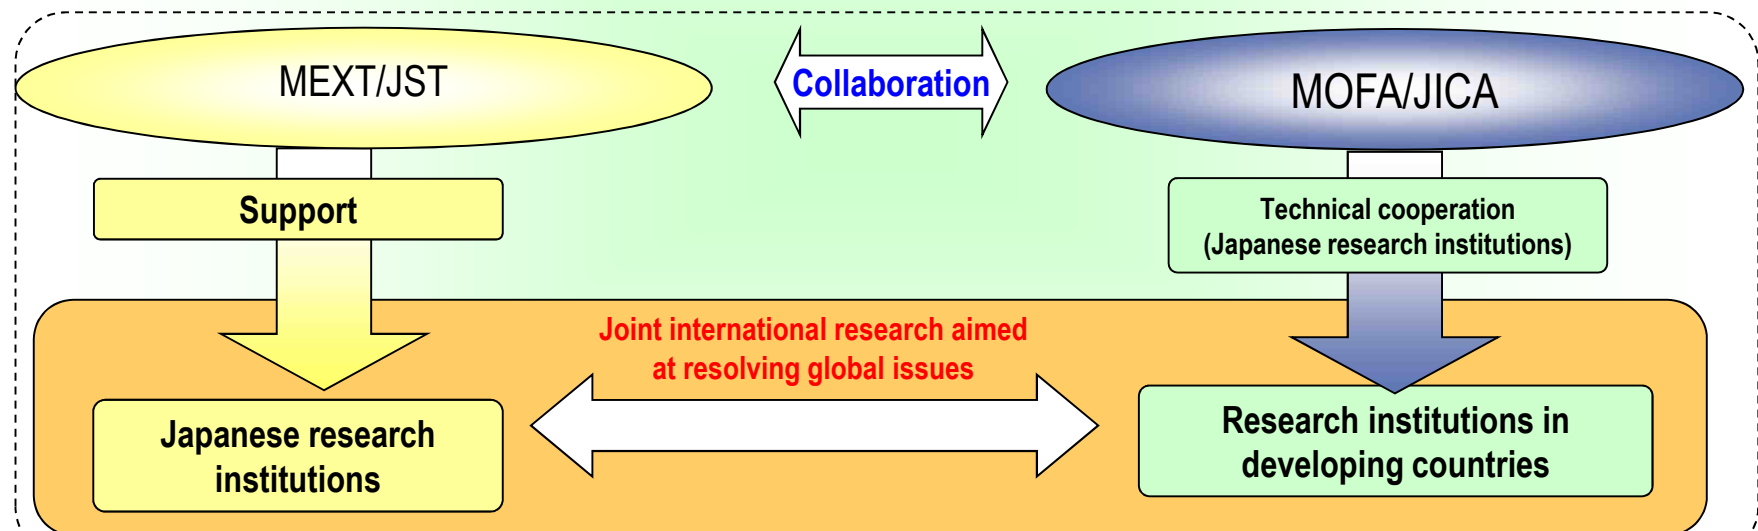 MEXT/JST
Collaboration
MOFA/JICA
Support
Technical cooperation
(Japanese research institutions)
Joint international research aimed
at resolving global issues
Japanese research
institutions
Research institutions in
developing countries